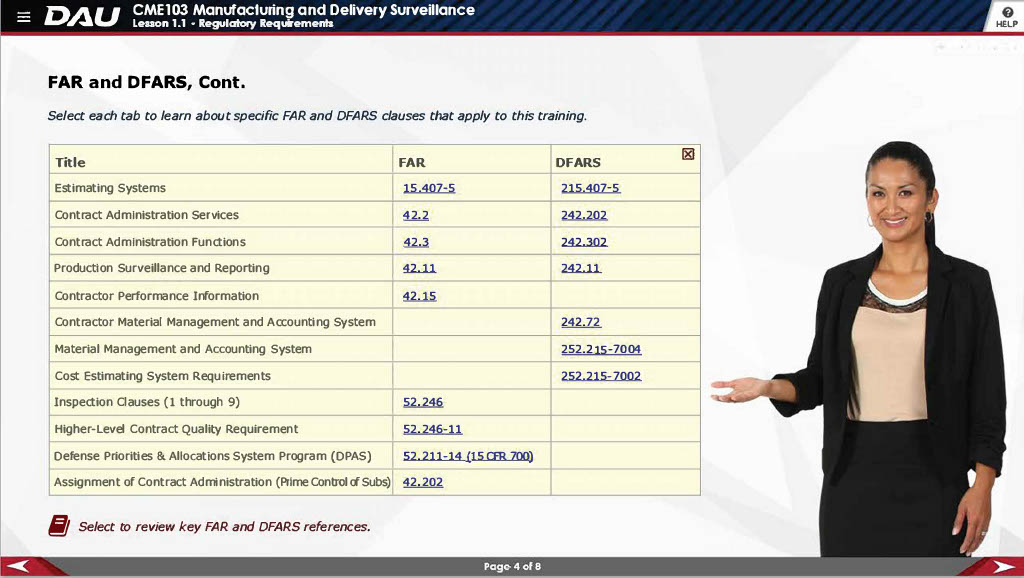 DAU
CME103 Manufacturing and Delivery Surveillance
Lesson 1.1 - Regulatory Requirements
HELP
FAR and DFARS, Cont.
Select each tab to learn about specific FAR and DFARS clauses that apply to this training.
Title FAR DFARS
Estimating Systems 15.407-5 215.407-5
Contract Administration Services 42.2 242.202
Contract Administration Functions 42.3 242.302
Production Surveillance and Reporting 42.11 242.11
Contractor Performance Information 42.15
Contractor Material Management and Accounting System 242.72
Material Management and Accounting System 252.215-7004
Cost Estimating System Requirements 252.215-7002
Inspection Clauses (1 through 9) 52.246
Higher-Level Contract Quality Requirement 52.246-11
Defense Priorities & Allocations System Program (DPAS) 52.211-14 (15 CFR 700)
Assignment of Contract Administration (Prime Control of Subs) 42.202
Select to review key FAR and DFARS references.
Page 4 of 8